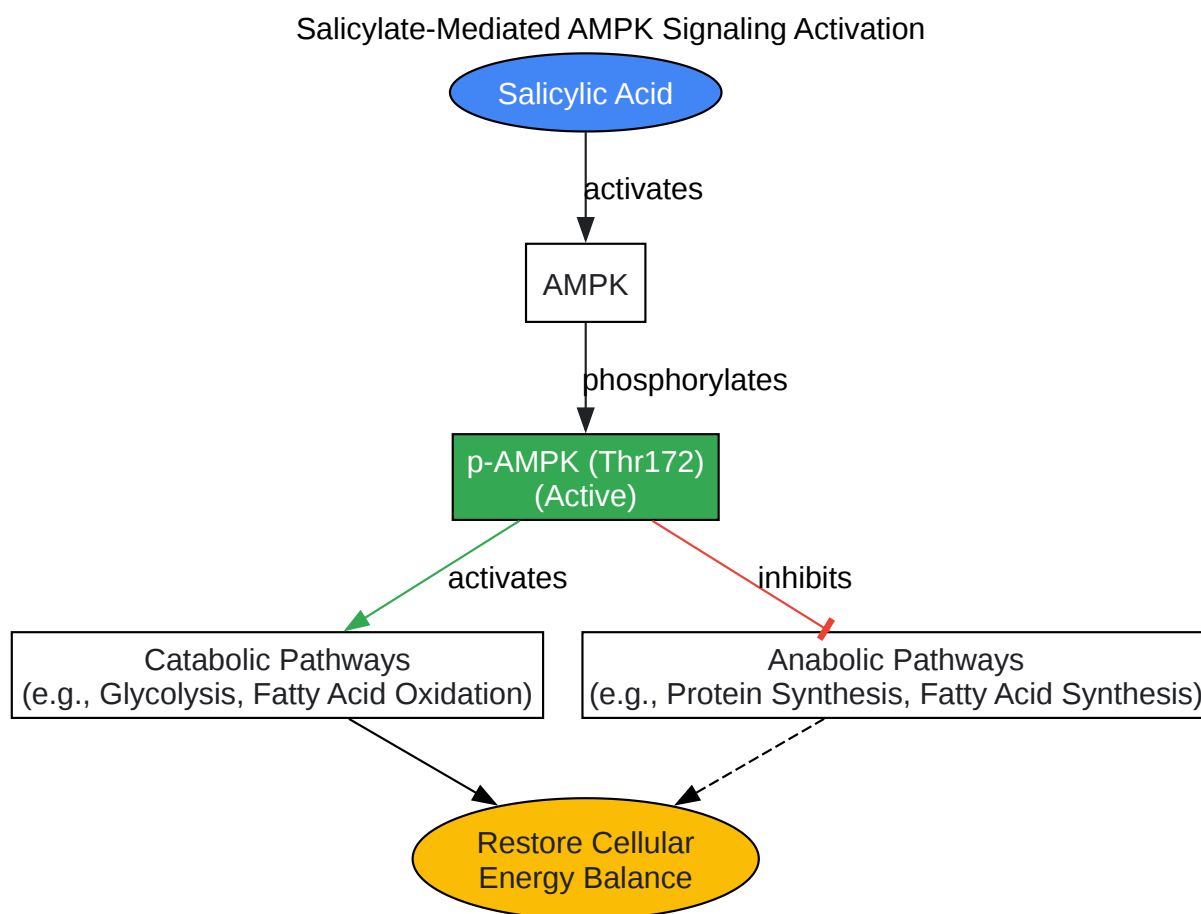 Salicylate-Mediated AMPK Signaling Activation
Salicylic Acid
activates
AMPK
phosphorylates
p-AMPK (Thr172)
(Active)
activates
inhibits
Catabolic Pathways
(e.g., Glycolysis, Fatty Acid Oxidation)
Anabolic Pathways
(e.g., Protein Synthesis, Fatty Acid Synthesis)
Restore Cellular
Energy Balance